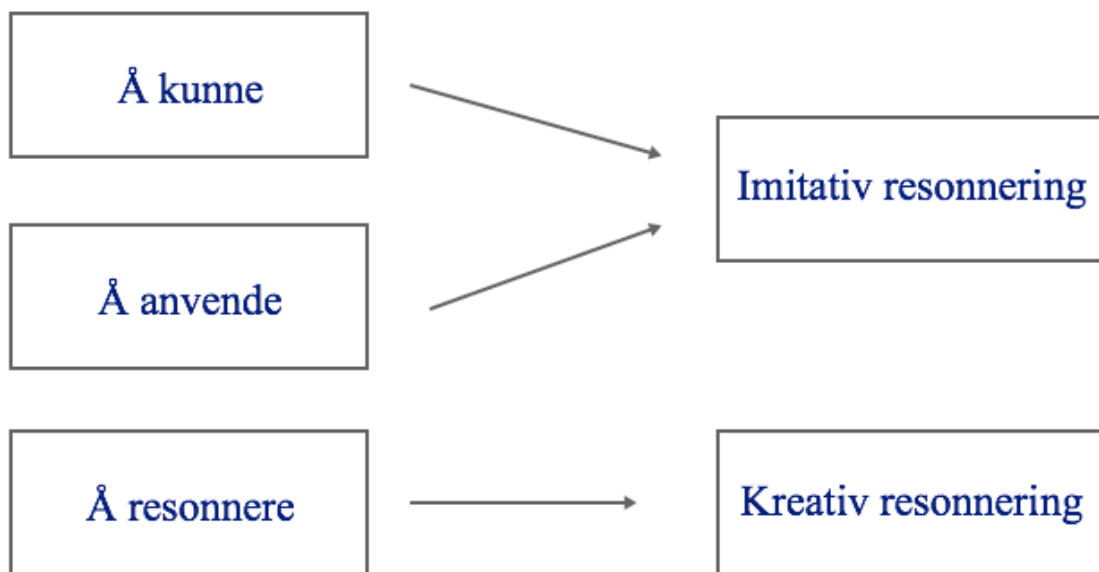 Å kunne
Imitativ resonnering
Å anvende
Å resonnere
Kreativ resonnering